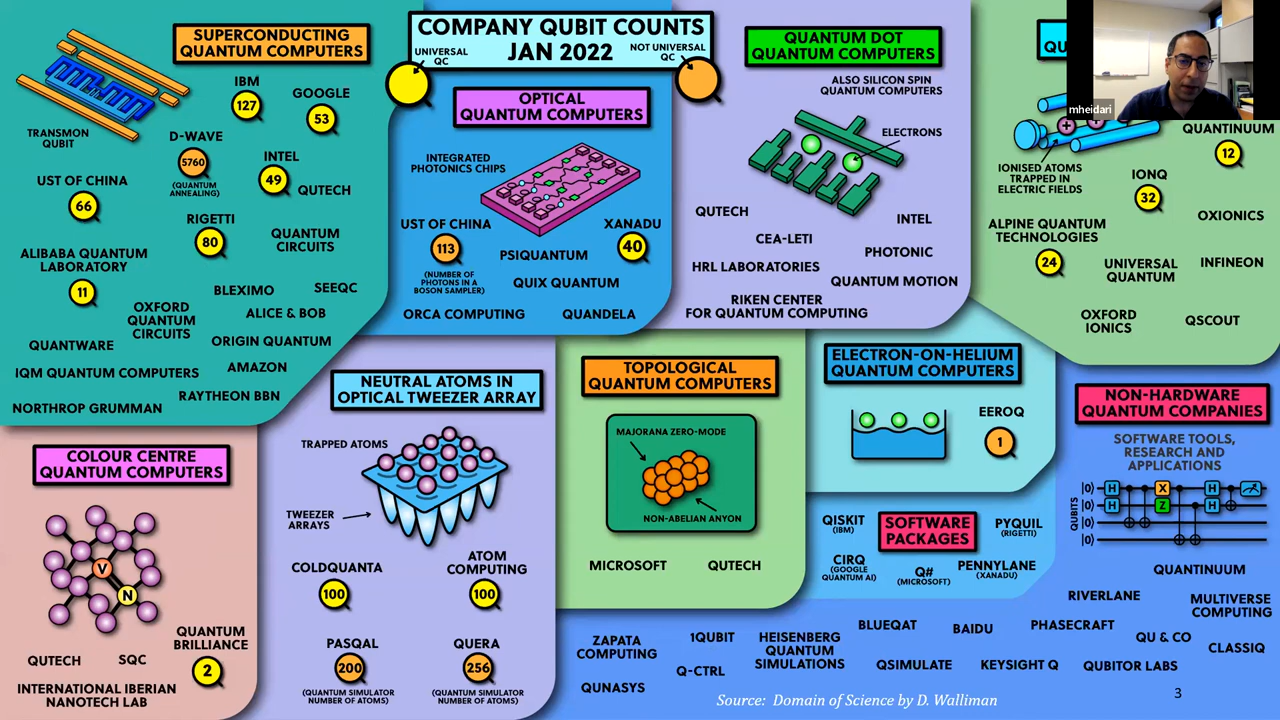 COMPANY QUBIT COUNTS
JAN 2022
UNIVERSAL
QC
NOT UNIVERSAL
QC
SUPERCONDUCTING
QUANTUM COMPUTERS
TRANSMON
QUBIT
IBM
127
GOOGLE
53
D-WAVE
5760
(QUANTUM
ANNEALING)
INTEL
49
QUTECH
UST OF CHINA
66
RIGETTI
80
QUANTUM
CIRCUITS
ALIBABA QUANTUM
LABORATORY
11
BLEXIMO
SEEQC
OXFORD
QUANTUM
CIRCUITS
ALICE & BOB
QUANTWARE
ORIGIN QUANTUM
IQM QUANTUM COMPUTERS
AMAZON
RAYTHEON BBN
NORTHROP GRUMMAN
OPTICAL
QUANTUM COMPUTERS
INTEGRATED
PHOTONICS CHIPS
UST OF CHINA
113
(NUMBER OF
PHOTONS IN A
BOSON SAMPLER)
XANADU
40
PSIQUANTUM
QUIX QUANTUM
ORCA COMPUTING
QUANDELA
QUANTUM DOT
QUANTUM COMPUTERS
ALSO SILICON SPIN
QUANTUM COMPUTERS
ELECTRONS
QUTECH
INTEL
CEA-LETI
PHOTONIC
HRL LABORATORIES
QUANTUM MOTION
RIKEN CENTER
FOR QUANTUM COMPUTING
mheidari
IONISED ATOMS
TRAPPED IN
ELECTRIC FIELDS
QUANTINUUM
12
IONQ
32
OXIONICS
ALPINE QUANTUM
TECHNOLOGIES
24
UNIVERSAL
QUANTUM
INFINEON
OXFORD
IONICS
QSCOUT
COLOUR CENTRE
QUANTUM COMPUTERS
V
N
QUANTUM
BRILLIANCE
2
QUTECH
SQC
INTERNATIONAL IBERIAN
NANOTECH LAB
NEUTRAL ATOMS IN
OPTICAL TWEEZER ARRAY
TRAPPED ATOMS
TWEEZER
ARRAYS
COLDQUANTA
100
ATOM
COMPUTING
100
PASQAL
200
(QUANTUM SIMULATOR
NUMBER OF ATOMS)
QUERA
256
(QUANTUM SIMULATOR
NUMBER OF ATOMS)
TOPOLOGICAL
QUANTUM COMPUTERS
MAJORANA ZERO-MODE
NON-ABELIAN ANYON
MICROSOFT
QUTECH
ELECTRON-ON-HELIUM
QUANTUM COMPUTERS
EEROQ
1
SOFTWARE
PACKAGES
QISKIT
(IBM)
PYQUIL
(RIGETTI)
CIRQ
(GOOGLE
QUANTUM AI)
Q#
(MICROSOFT)
PENNYLANE
(XANADU)
NON-HARDWARE
QUANTUM COMPANIES
SOFTWARE TOOLS,
RESEARCH AND
APPLICATIONS
QUBITS
|0⟩ H X H
|0⟩ H Z H
|0⟩
|0⟩
QUANTINUUM
RIVERLANE
MULTIVERSE
COMPUTING
BLUEQAT
BAIDU
PHASECRAFT
QU & CO
CLASSIQ
ZAPATA
COMPUTING
1QUBIT
HEISENBERG
QUANTUM
SIMULATIONS
Q-CTRL
QSIMULATE
KEYSIGHT Q
QUBITOR LABS
QUNASYS
Source: Domain of Science by D. Walliman
3